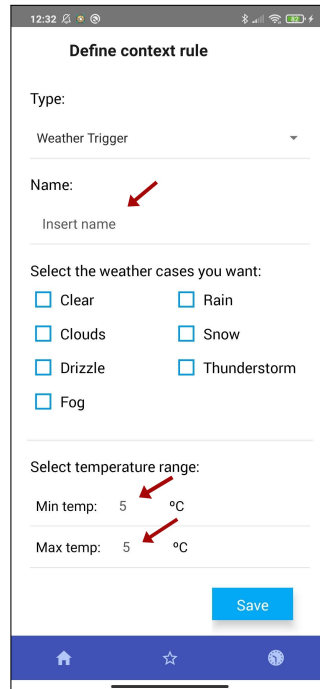 12:32 82
Define context rule
Type:
Weather Trigger
Name:
Insert name
Select the weather cases you want:
Clear Rain
Clouds Snow
Drizzle Thunderstorm
Fog
Select temperature range:
Min temp: 5 ºC
Max temp: 5 ºC
Save